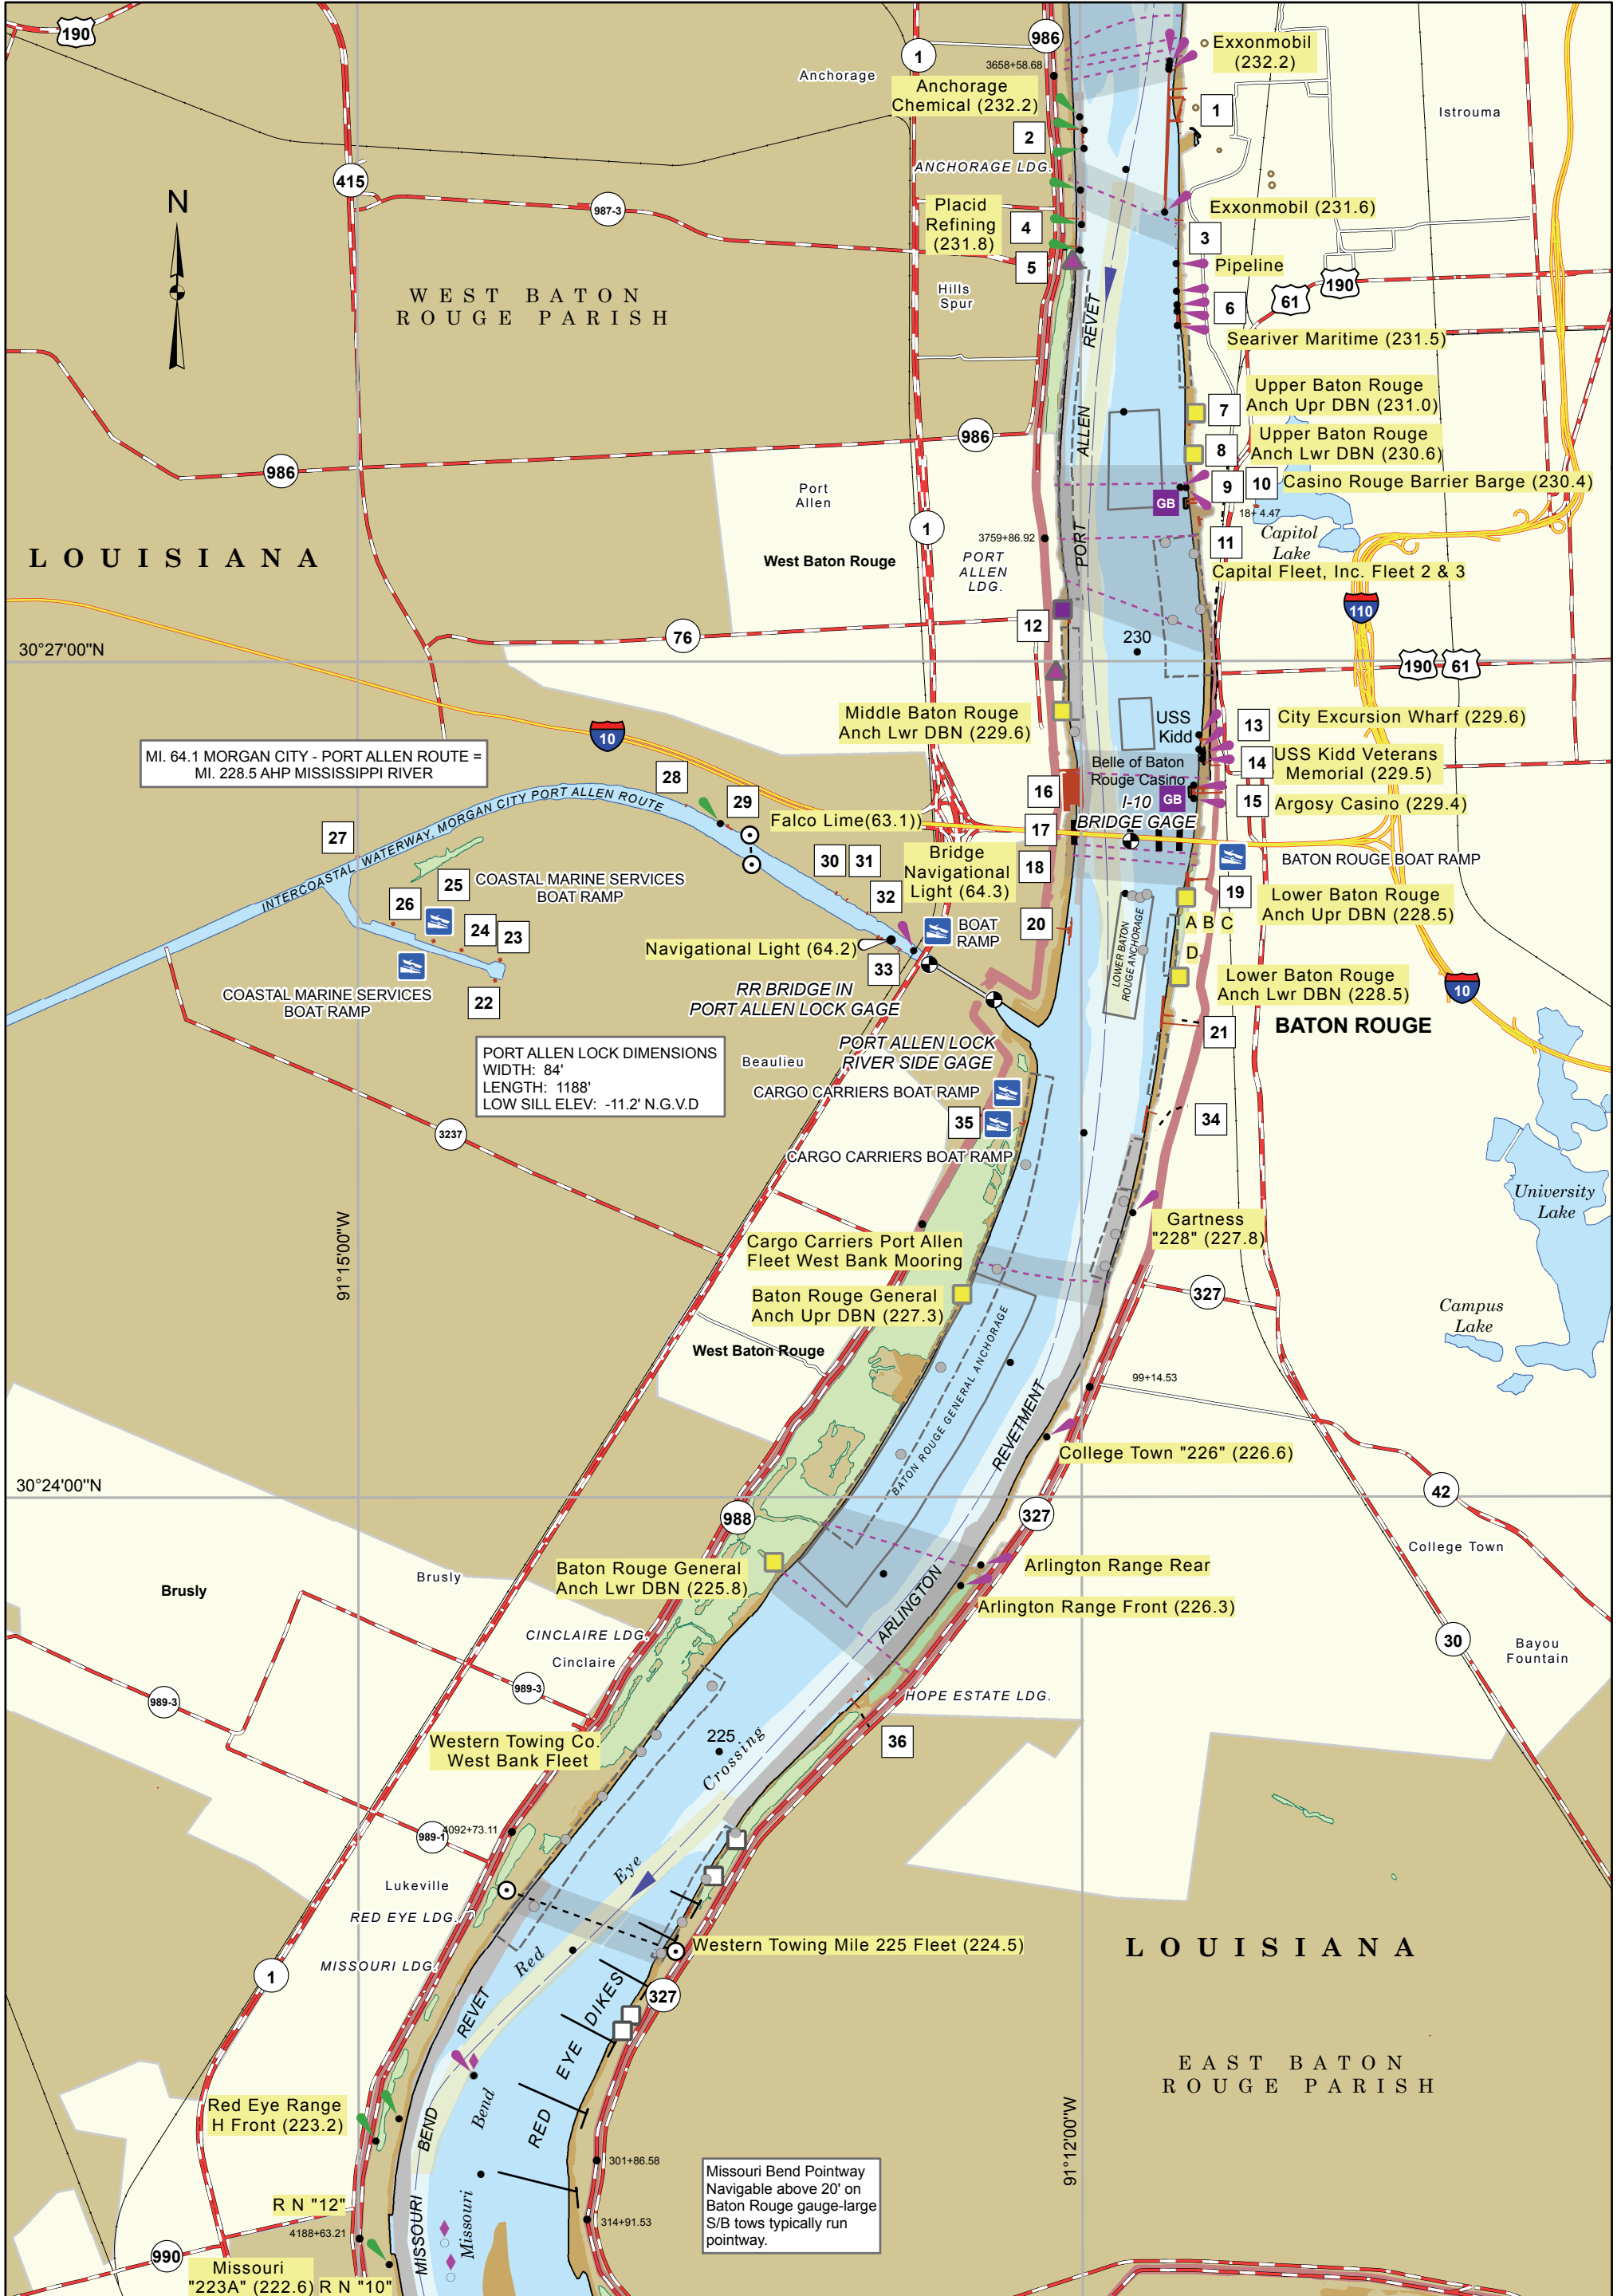 190
986
1
3658+58.68
Anchorage
Anchorage
Chemical (232.2)
Exxonmobil
(232.2)
1
Istrouma
2
ANCHORAGE LDG.
415
N
987-3
Placid
Refining
(231.8)
4
5
Exxonmobil (231.6)
3
Pipeline
190
61
6
Seariver Maritime (231.5)
WEST BATON
ROUGE PARISH
Hills
Spur
PORT ALLEN REVET
Upper Baton Rouge
Anch Upr DBN (231.0)
7
Upper Baton Rouge
Anch Lwr DBN (230.6)
8
986
986
9
10
Casino Rouge Barrier Barge (230.4)
GB
18+ 4.47
Port
Allen
1
3759+86.92
Capitol
Lake
11
LOUISIANA
West Baton Rouge
PORT
ALLEN
LDG.
Capital Fleet, Inc. Fleet 2 & 3
110
12
76
230
30°27'00"N
190
61
Middle Baton Rouge
Anch Lwr DBN (229.6)
USS
Kidd
13
City Excursion Wharf (229.6)
10
MI. 64.1 MORGAN CITY - PORT ALLEN ROUTE =
MI. 228.5 AHP MISSISSIPPI RIVER
14
USS Kidd Veterans
Memorial (229.5)
Belle of Baton
Rouge Casino
28
29
16
I-10
BRIDGE GAGE
GB
15
Argosy Casino (229.4)
INTERCOASTAL WATERWAY, MORGAN CITY PORT ALLEN ROUTE
27
Falco Lime(63.1))
17
Bridge
Navigational
Light (64.3)
18
BATON ROUGE BOAT RAMP
30
31
25
COASTAL MARINE SERVICES
BOAT RAMP
26
32
19
Lower Baton Rouge
Anch Upr DBN (228.5)
24
23
20
BOAT
RAMP
A B C
D
LOWER BATON
ROUGE ANCHORAGE
Navigational Light (64.2)
33
Lower Baton Rouge
Anch Lwr DBN (228.5)
10
COASTAL MARINE SERVICES
BOAT RAMP
22
RR BRIDGE IN
PORT ALLEN LOCK GAGE
21
BATON ROUGE
PORT ALLEN LOCK DIMENSIONS
WIDTH: 84'
LENGTH: 1188'
LOW SILL ELEV: -11.2' N.G.V.D
Beaulieu
PORT ALLEN LOCK
RIVER SIDE GAGE
CARGO CARRIERS BOAT RAMP
35
34
3237
CARGO CARRIERS BOAT RAMP
University
Lake
91°15'00"W
Gartness
"228" (227.8)
Cargo Carriers Port Allen
Fleet West Bank Mooring
Baton Rouge General
Anch Upr DBN (227.3)
327
Campus
Lake
West Baton Rouge
BATON ROUGE GENERAL ANCHORAGE
99+14.53
ARLINGTON REVETMENT
College Town "226" (226.6)
30°24'00"N
42
988
327
College Town
Baton Rouge General
Anch Lwr DBN (225.8)
Arlington Range Rear
Arlington Range Front (226.3)
Brusly
Brusly
CINCLAIRE LDG.
Cinclaire
30
Bayou
Fountain
989-3
989-3
HOPE ESTATE LDG.
36
Western Towing Co.
West Bank Fleet
225
Red Eye Crossing
989-1
4092+73.11
Lukeville
RED EYE LDG.
Western Towing Mile 225 Fleet (224.5)
LOUISIANA
MISSOURI LDG.
1
327
RED EYE DIKES
MISSOURI BEND REVET
Missouri Bend
EAST BATON
ROUGE PARISH
Red Eye Range
H Front (223.2)
91°12'00"W
301+86.58
Missouri Bend Pointway
Navigable above 20' on
Baton Rouge gauge-large
S/B tows typically run
pointway.
R N "12"
4188+63.21
314+91.53
990
Missouri
"223A" (222.6)
R N "10"